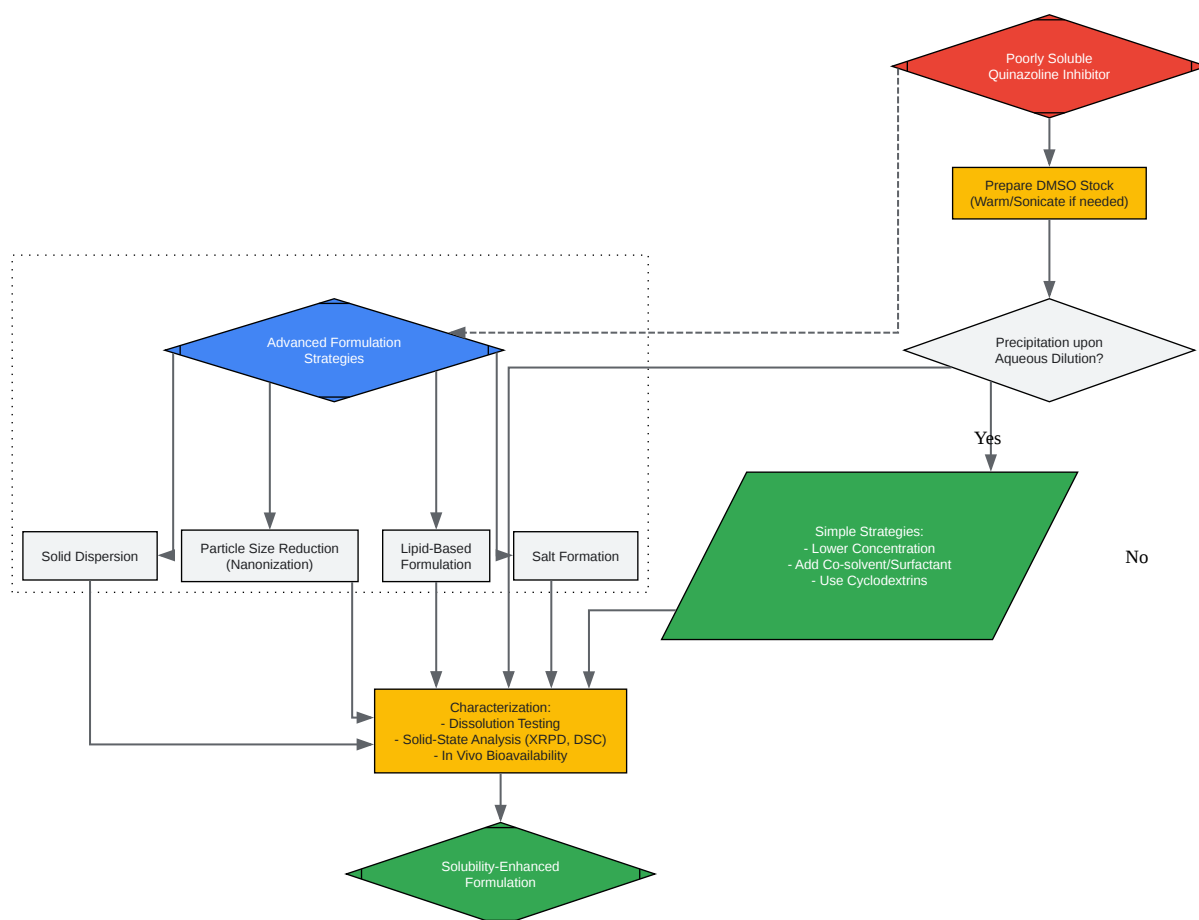 Poorly Soluble
Quinazoline Inhibitor
Prepare DMSO Stock
(Warm/Sonicate if needed)
Advanced Formulation
Strategies
Precipitation upon
Aqueous Dilution?
Yes
Solid Dispersion
Particle Size Reduction
(Nanonization)
Lipid-Based
Formulation
Salt Formation
Simple Strategies:
- Lower Concentration
- Add Co-solvent/Surfactant
- Use Cyclodextrins
No
Characterization:
- Dissolution Testing
- Solid-State Analysis (XRPD, DSC)
- In Vivo Bioavailability
Solubility-Enhanced
Formulation